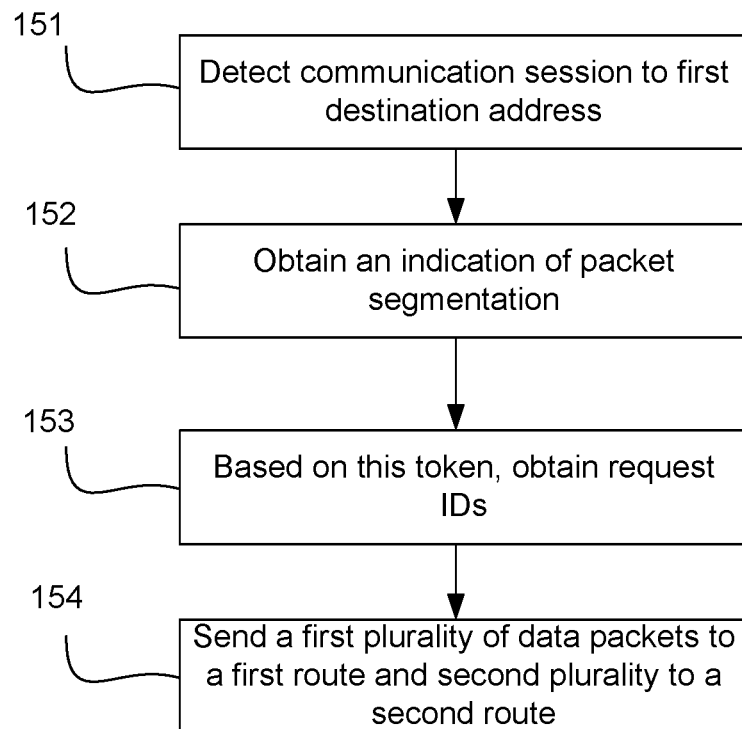 151
Detect communication session to first
destination address
152
Obtain an indication of packet
segmentation
153
Based on this token, obtain request
IDs
154
Send a first plurality of data packets to
a first route and second plurality to a
second route